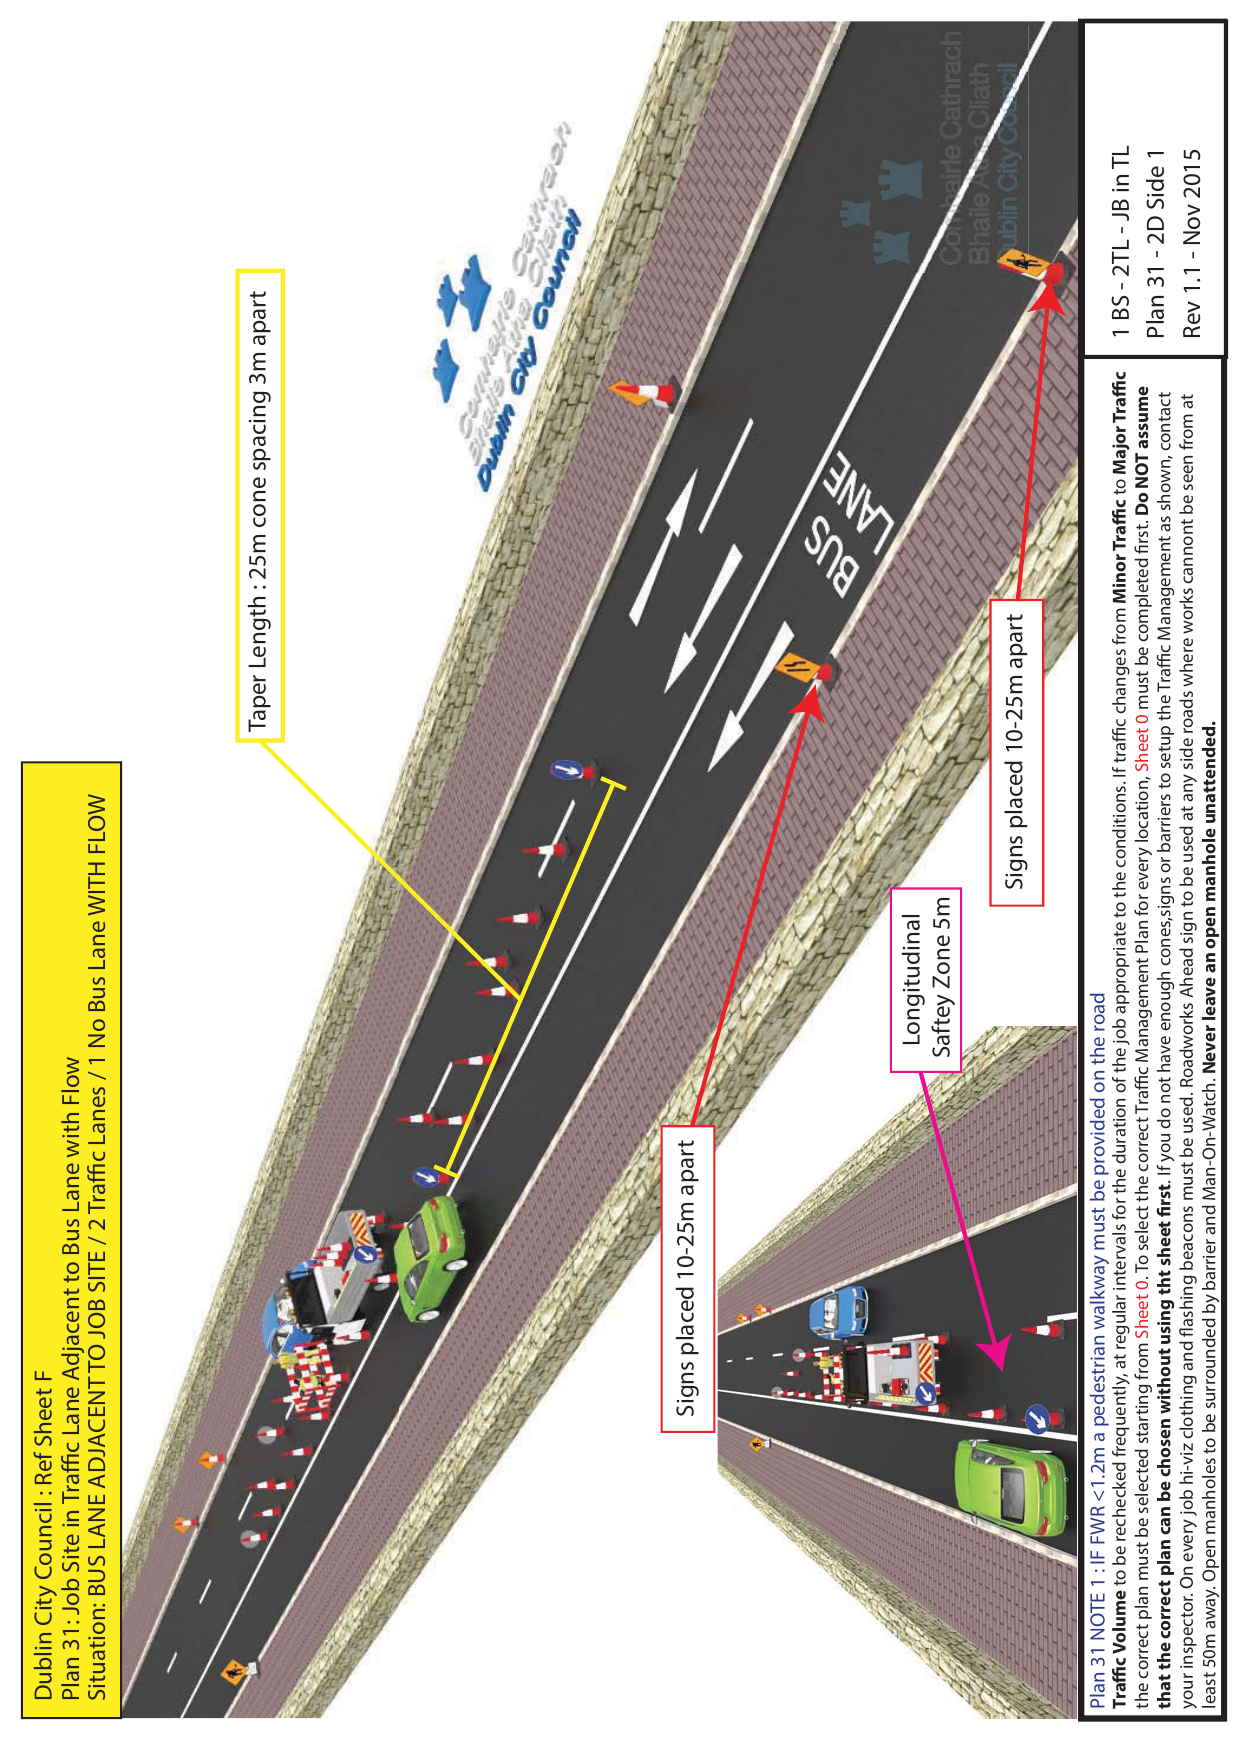 Dublin City Council : Ref Sheet F
Plan 31: Job Site in Traffic Lane Adjacent to Bus Lane with Flow
Situation: BUS LANE ADJACENT TO JOB SITE / 2 Traffic Lanes / 1 No Bus Lane WITH FLOW
Taper Length : 25m cone spacing 3m apart
Comhairle Cathrach
Bhaile Átha Cliath
Dublin City Council
Comhairle Cathrach
Bhaile Átha Cliath
Dublin City Council
BUS
LANE
Signs placed 10-25m apart
Signs placed 10-25m apart
Longitudinal
Saftey Zone 5m
Plan 31 NOTE 1 : IF FWR <1.2m a pedestrian walkway must be provided on the road
Traffic Volume to be rechecked frequently, at regular intervals for the duration of the job appropriate to the conditions. If traffic changes from Minor Traffic to Major Traffic
the correct plan must be selected starting from Sheet 0. To select the correct Traffic Management Plan for every location, Sheet 0 must be completed first. Do NOT assume
that the correct plan can be chosen without using tht sheet first. If you do not have enough cones,signs or barriers to setup the Traffic Management as shown, contact
your inspector. On every job hi-viz clothing and flashing beacons must be used. Roadworks Ahead sign to be used at any side roads where works cannont be seen from at
least 50m away. Open manholes to be surrounded by barrier and Man-On-Watch. Never leave an open manhole unattended.
1 BS - 2TL - JB in TL
Plan 31 - 2D Side 1
Rev 1.1 - Nov 2015